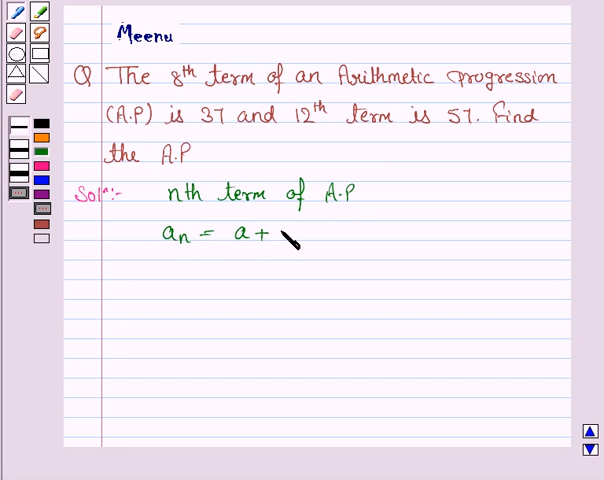 Meenu
Q The 8th term of an Arithmetic progression
(A.P) is 37 and 12th term is 57. Find
the A.P
Solⁿ:- nth term of A.P
aₙ = a +